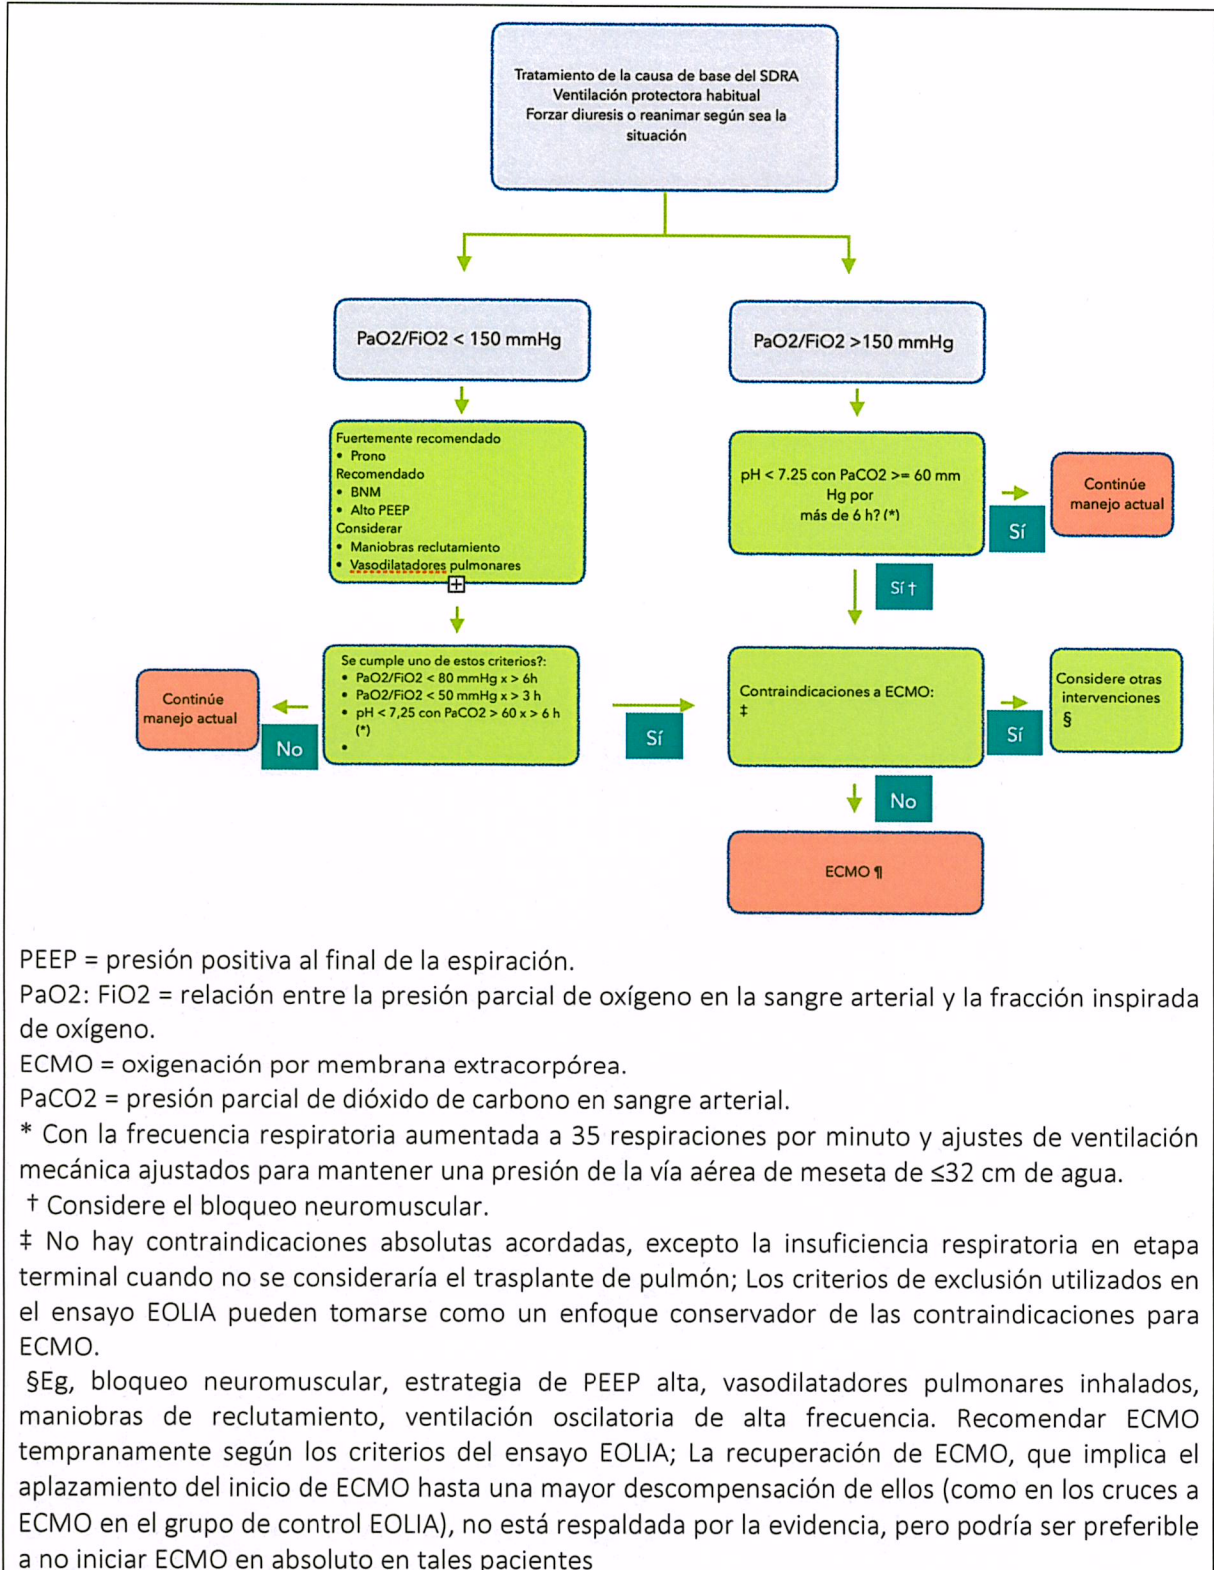 Tratamiento de la causa de base del SDRA
Ventilación protectora habitual
Forzar diuresis o reanimar según sea la
situación
PaO2/FiO2 < 150 mmHg
PaO2/FiO2 >150 mmHg
Fuertemente recomendado
• Prono
Recomendado
• BNM
• Alto PEEP
Considerar
• Maniobras reclutamiento
• Vasodilatadores pulmonares
pH < 7.25 con PaCO2 >= 60 mm
Hg por
más de 6 h? (*)
Sí
Continúe
manejo actual
Sí †
Continúe
manejo actual
No
Se cumple uno de estos criterios?:
• PaO2/FiO2 < 80 mmHg x > 6h
• PaO2/FiO2 < 50 mmHg x > 3 h
• pH < 7,25 con PaCO2 > 60 x > 6 h
(*)
•
Sí
Contraindicaciones a ECMO:
‡
Sí
Considere otras
intervenciones
§
No
ECMO ¶
PEEP = presión positiva al final de la espiración.
PaO2: FiO2 = relación entre la presión parcial de oxígeno en la sangre arterial y la fracción inspirada
de oxígeno.
ECMO = oxigenación por membrana extracorpórea.
PaCO2 = presión parcial de dióxido de carbono en sangre arterial.
* Con la frecuencia respiratoria aumentada a 35 respiraciones por minuto y ajustes de ventilación
mecánica ajustados para mantener una presión de la vía aérea de meseta de ≤32 cm de agua.
† Considere el bloqueo neuromuscular.
‡ No hay contraindicaciones absolutas acordadas, excepto la insuficiencia respiratoria en etapa
terminal cuando no se consideraría el trasplante de pulmón; Los criterios de exclusión utilizados en
el ensayo EOLIA pueden tomarse como un enfoque conservador de las contraindicaciones para
ECMO.
§Eg, bloqueo neuromuscular, estrategia de PEEP alta, vasodilatadores pulmonares inhalados,
maniobras de reclutamiento, ventilación oscilatoria de alta frecuencia. Recomendar ECMO
tempranamente según los criterios del ensayo EOLIA; La recuperación de ECMO, que implica el
aplazamiento del inicio de ECMO hasta una mayor descompensación de ellos (como en los cruces a
ECMO en el grupo de control EOLIA), no está respaldada por la evidencia, pero podría ser preferible
a no iniciar ECMO en absoluto en tales pacientes